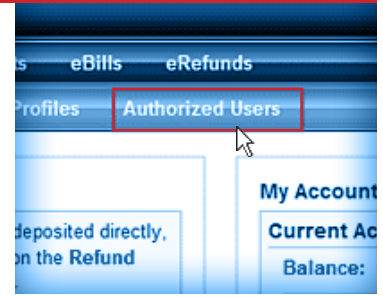 eBills eRefunds
Profiles Authorized Users
My Account
deposited directly, Current Ac
on the Refund
Balance: